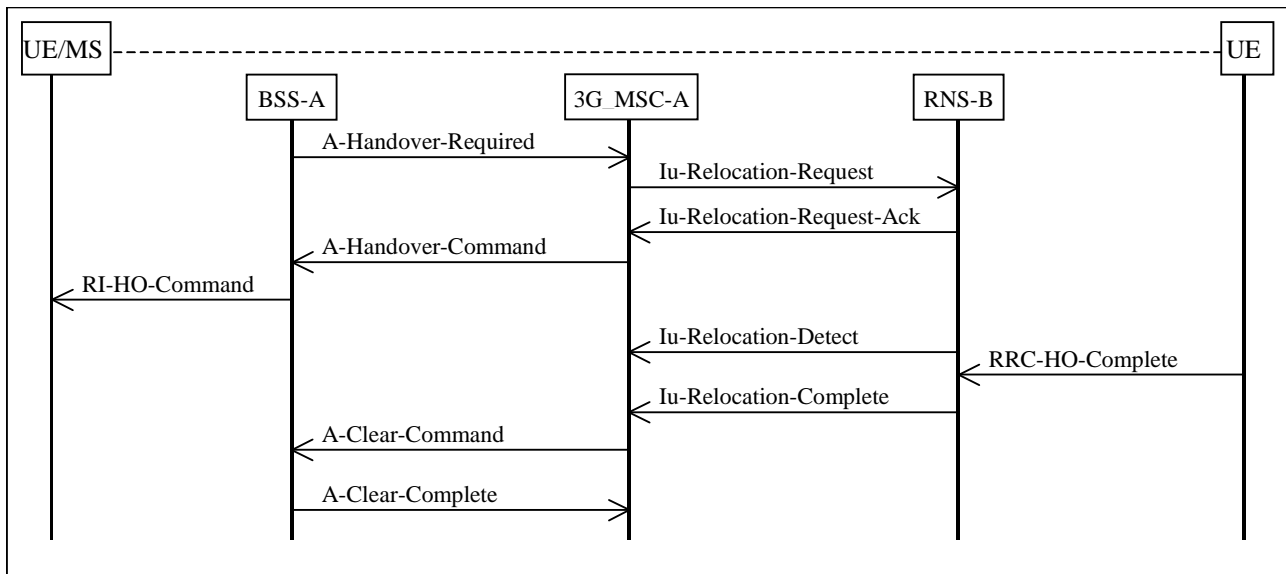 UE/MS
UE
BSS-A
3G_MSC-A
RNS-B
A-Handover-Required
Iu-Relocation-Request
Iu-Relocation-Request-Ack
A-Handover-Command
RI-HO-Command
Iu-Relocation-Detect
RRC-HO-Complete
Iu-Relocation-Complete
A-Clear-Command
A-Clear-Complete